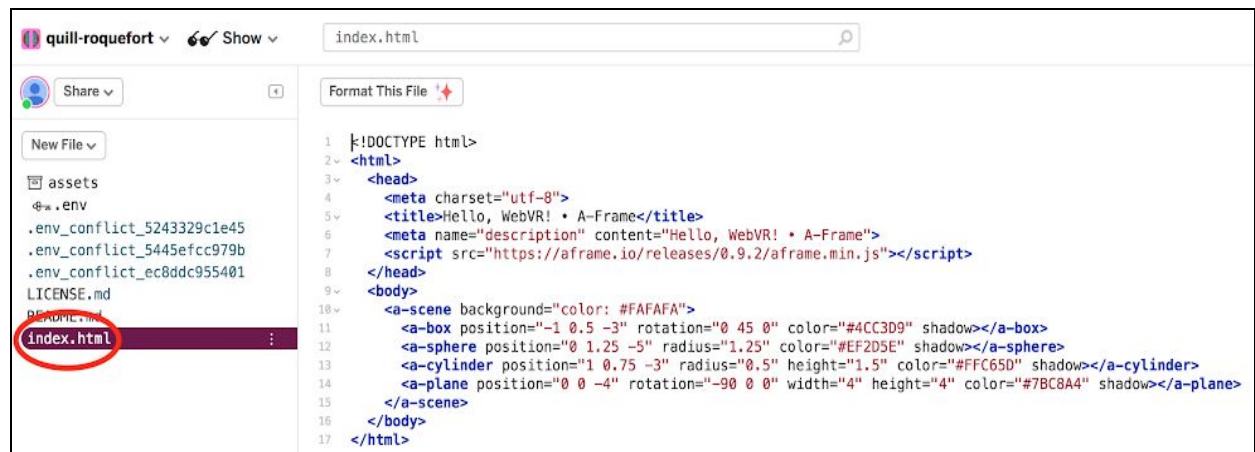 quill-roquefort Show index.html
Share
Format This File
New File
assets
.env
.env_conflict_5243329c1e45
.env_conflict_5445efcc979b
.env_conflict_ec8ddc955401
LICENSE.md
README.md
index.html
1 <!DOCTYPE html>
2 <html>
3 <head>
4 <meta charset="utf-8">
5 <title>Hello, WebVR! • A-Frame</title>
6 <meta name="description" content="Hello, WebVR! • A-Frame">
7 <script src="https://aframe.io/releases/0.9.2/aframe.min.js"></script>
8 </head>
9 <body>
10 <a-scene background="color: #FAFAFA">
11 <a-box position="-1 0.5 -3" rotation="0 45 0" color="#4CC3D9" shadow></a-box>
12 <a-sphere position="0 1.25 -5" radius="1.25" color="#EF2D5E" shadow></a-sphere>
13 <a-cylinder position="1 0.75 -3" radius="0.5" height="1.5" color="#FFC65D" shadow></a-cylinder>
14 <a-plane position="0 0 -4" rotation="-90 0 0" width="4" height="4" color="#7BC8A4" shadow></a-plane>
15 </a-scene>
16 </body>
17 </html>